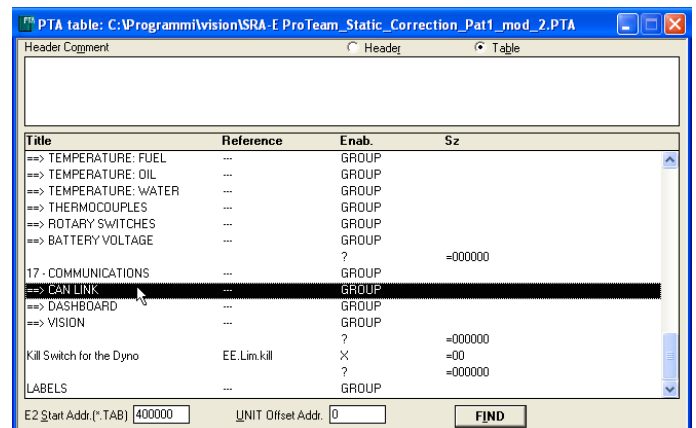 PTA table: C:\Programmi\vision\SRA-E ProTeam_Static_Correction_Pat1_mod_2.PTA
Header Comment Header Table
Title Reference Enab. Sz
==> TEMPERATURE: FUEL --- GROUP
==> TEMPERATURE: OIL --- GROUP
==> TEMPERATURE: WATER --- GROUP
==> THERMOCOUPLES --- GROUP
==> ROTARY SWITCHES --- GROUP
==> BATTERY VOLTAGE --- GROUP
? =000000
17 - COMMUNICATIONS --- GROUP
==> CAN LINK --- GROUP
==> DASHBOARD --- GROUP
==> VISION --- GROUP
? =000000
Kill Switch for the Dyno EE.Lim.kill X =00
? =000000
LABELS --- GROUP
E2 Start Addr.(*.TAB) 400000 UNIT Offset Addr. 0 FIND